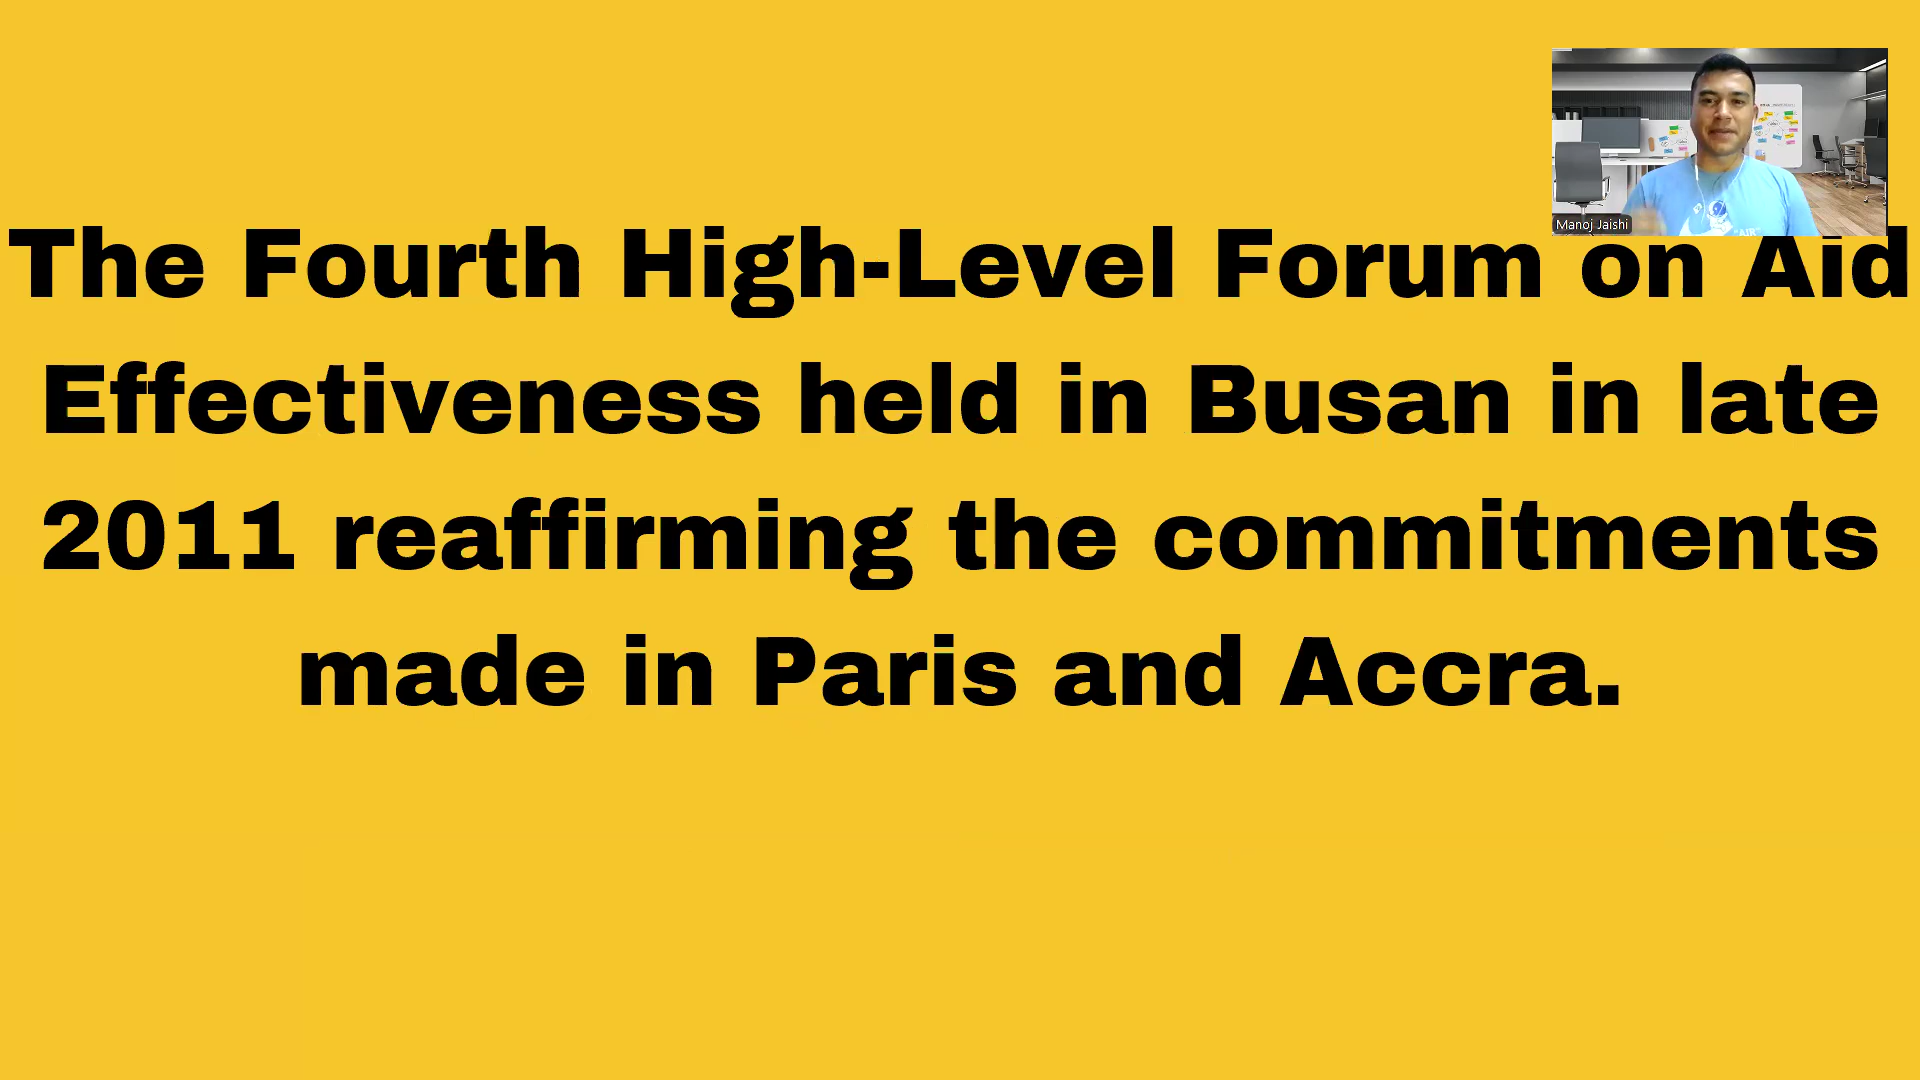 The Fourth High-Level Forum on Aid
Effectiveness held in Busan in late
2011 reaffirming the commitments
made in Paris and Accra.
Manoj Jaishi